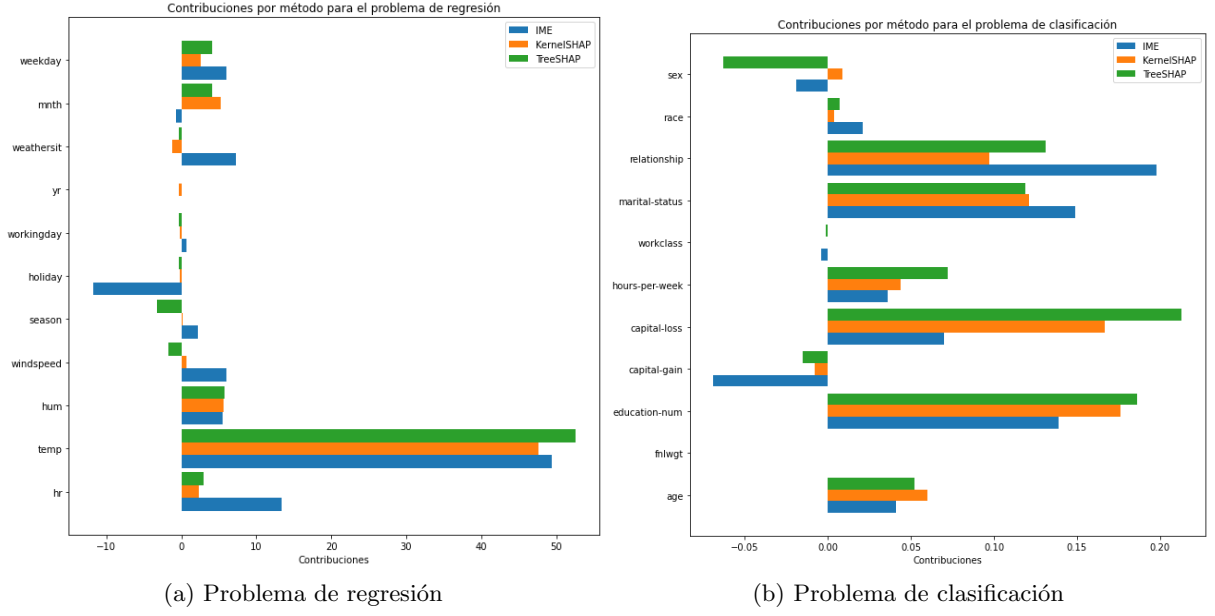 Contribuciones por método para el problema de regresión
IME
KernelSHAP
TreeSHAP
weekday
mnth
weathersit
yr
workingday
holiday
season
windspeed
hum
temp
hr
−10 0 10 20 30 40 50
Contribuciones
(a) Problema de regresión
Contribuciones por método para el problema de clasificación
IME
KernelSHAP
TreeSHAP
sex
race
relationship
marital-status
workclass
hours-per-week
capital-loss
capital-gain
education-num
fnlwgt
age
−0.05 0.00 0.05 0.10 0.15 0.20
Contribuciones
(b) Problema de clasificación